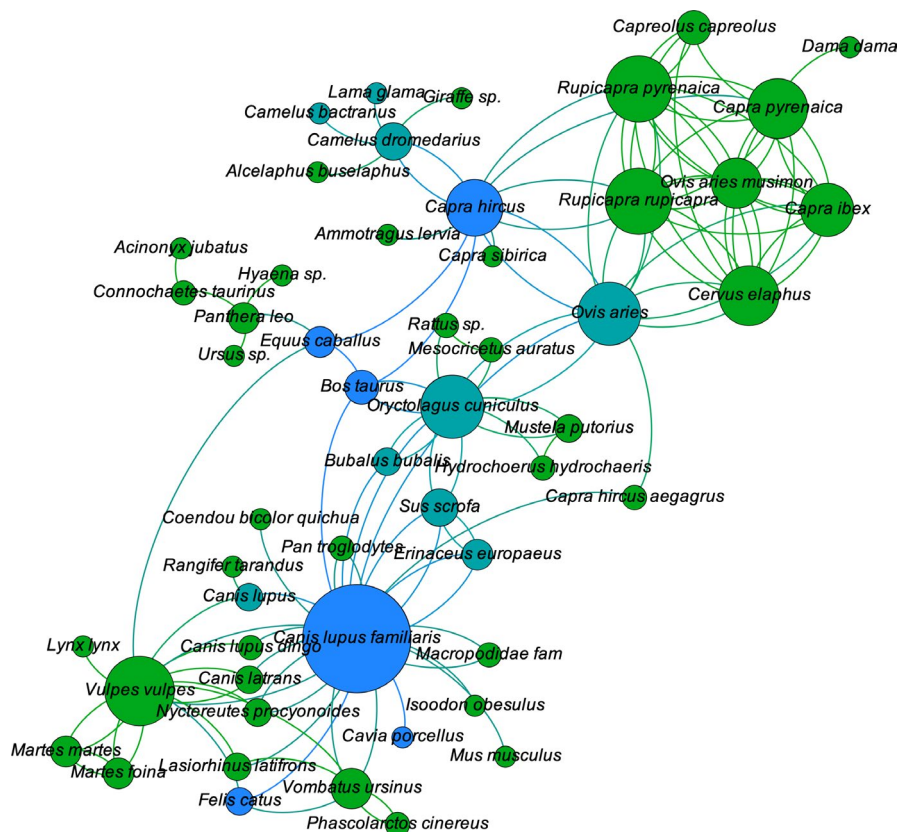 Capreolus capreolus
Dama dama
Rupicapra pyrenaica
Lama glama
Giraffe sp.
Camelus bactranus
Capra pyrenaica
Camelus dromedarius
Alcelaphus buselaphus
Ovis aries musimon
Rupicapra rupicapra
Capra hircus
Capra ibex
Ammotragus lervia
Acinonyx jubatus
Capra sibirica
Hyaena sp.
Connochaetes taurinus
Cervus elaphus
Panthera leo
Ovis aries
Rattus sp.
Equus caballus
Mesocricetus auratus
Ursus sp.
Bos taurus
Oryctolagus cuniculus
Mustela putorius
Bubalus bubalis
Hydrochoerus hydrochaeris
Capra hircus aegagrus
Sus scrofa
Coendou bicolor quichua
Pan troglodytes
Erinaceus europaeus
Rangifer tarandus
Canis lupus
Canis lupus familiaris
Lynx lynx
Canis lupus dingo
Macropodidae fam
Canis latrans
Vulpes vulpes
Isoodon obesulus
Nyctereutes procyonoides
Cavia porcellus
Martes martes
Mus musculus
Lasiorhinus latifrons
Martes foina
Vombatus ursinus
Felis catus
Phascolarctos cinereus